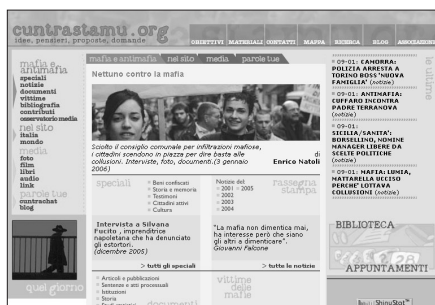 cuntrastamu.org
idee, pensieri, proposte, domande
OBIETTIVI MATERIALI CONTATTI MAPPA RICERCA BLOG
mafia e antimafia nel sito media parole tue
mafia e
antimafia
speciali
notizie
documenti
vittime
bibliografia
contributi
osservatorio media
nel sito
italia
mondo
media
foto
film
libri
audio
link
parole tue
cuntrachat
blog
quel giorno
Nettuno contro la mafia
Sciolto il consiglio comunale per infiltrazioni mafiose,
i cittadini scendono in piazza per dire basta alle
collusioni. Interviste, foto, documenti.(3 gennaio
2006)
di
Enrico Natoli
speciali
Beni confiscati
Storia e memoria
Testimoni
Cittadini attivi
Cultura
Notizie del:
2001 2005
2002
2003
2004
rassegna
stampa
Intervista a Silvana
Fucito , imprenditrice
napoletana che ha denunciato
gli estortori.
(dicembre 2005)
"La mafia non dimentica mai,
ha interesse però che siano
gli altri a dimenticare".
Giovanni Falcone
> tutti gli speciali
> tutte le notizie
Articoli e pubblicazioni
Sentenze e atti processuali
Istituzioni
Storia
documenti
vittime
delle
mafie
le ultime
09-01: CAMORRA:
POLIZIA ARRESTA A
TORINO BOSS 'NUOVA
FAMIGLIA' (notizie)
09-01: ANTIMAFIA:
CUFFARO INCONTRA
PADRE TERRANOVA
(notizie)
09-01:
SICILIA/SANITA':
BORSELLINO, NOMINE
MANAGER LIBERE DA
SCELTE POLITICHE
(notizie)
09-01: MAFIA: LUMIA,
MATTARELLA UCCISO
PERCHE' LOTTAVA
COLLUSIONI (notizie)
BIBLIOTECA
APPUNTAMENTI
ShinyStat™